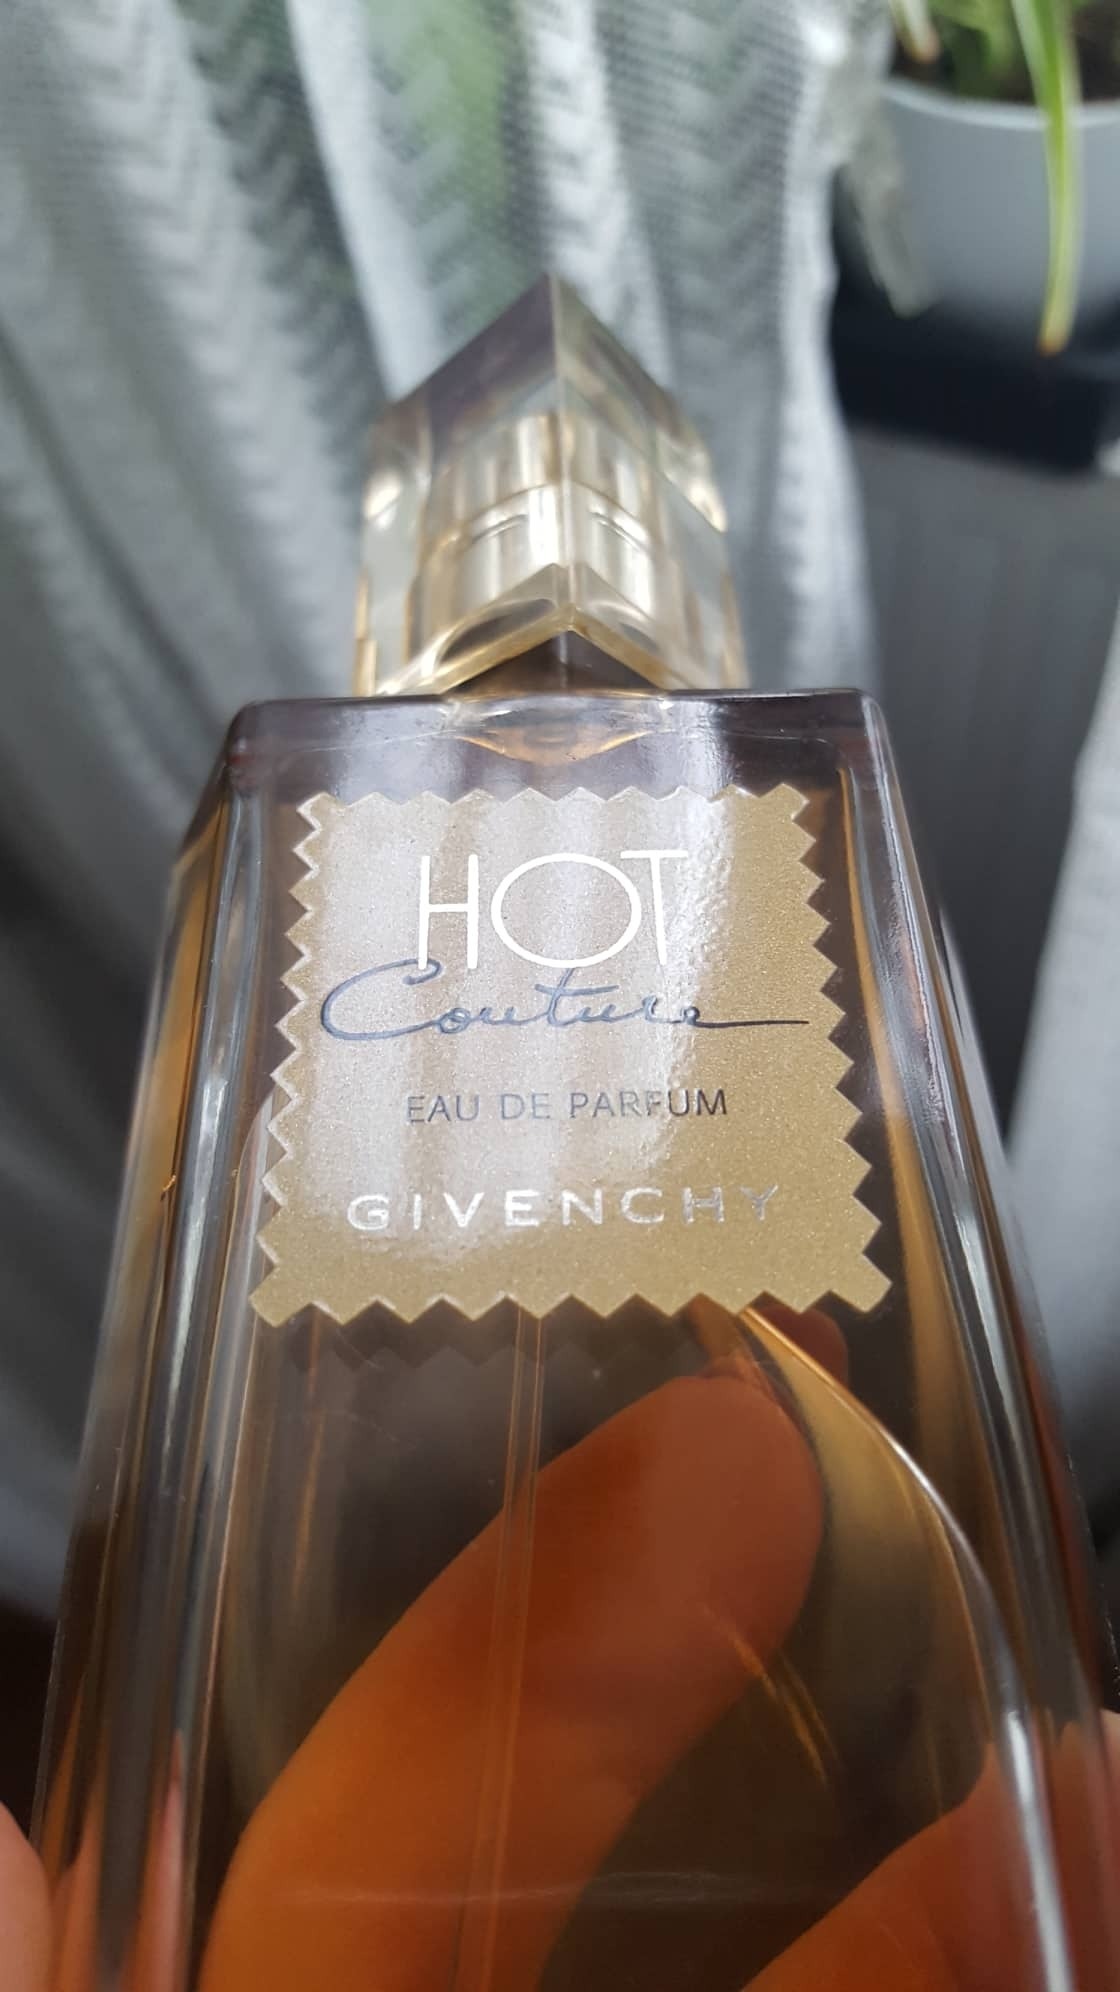 HOT
Couture
EAU DE PARFUM
GIVENCHY